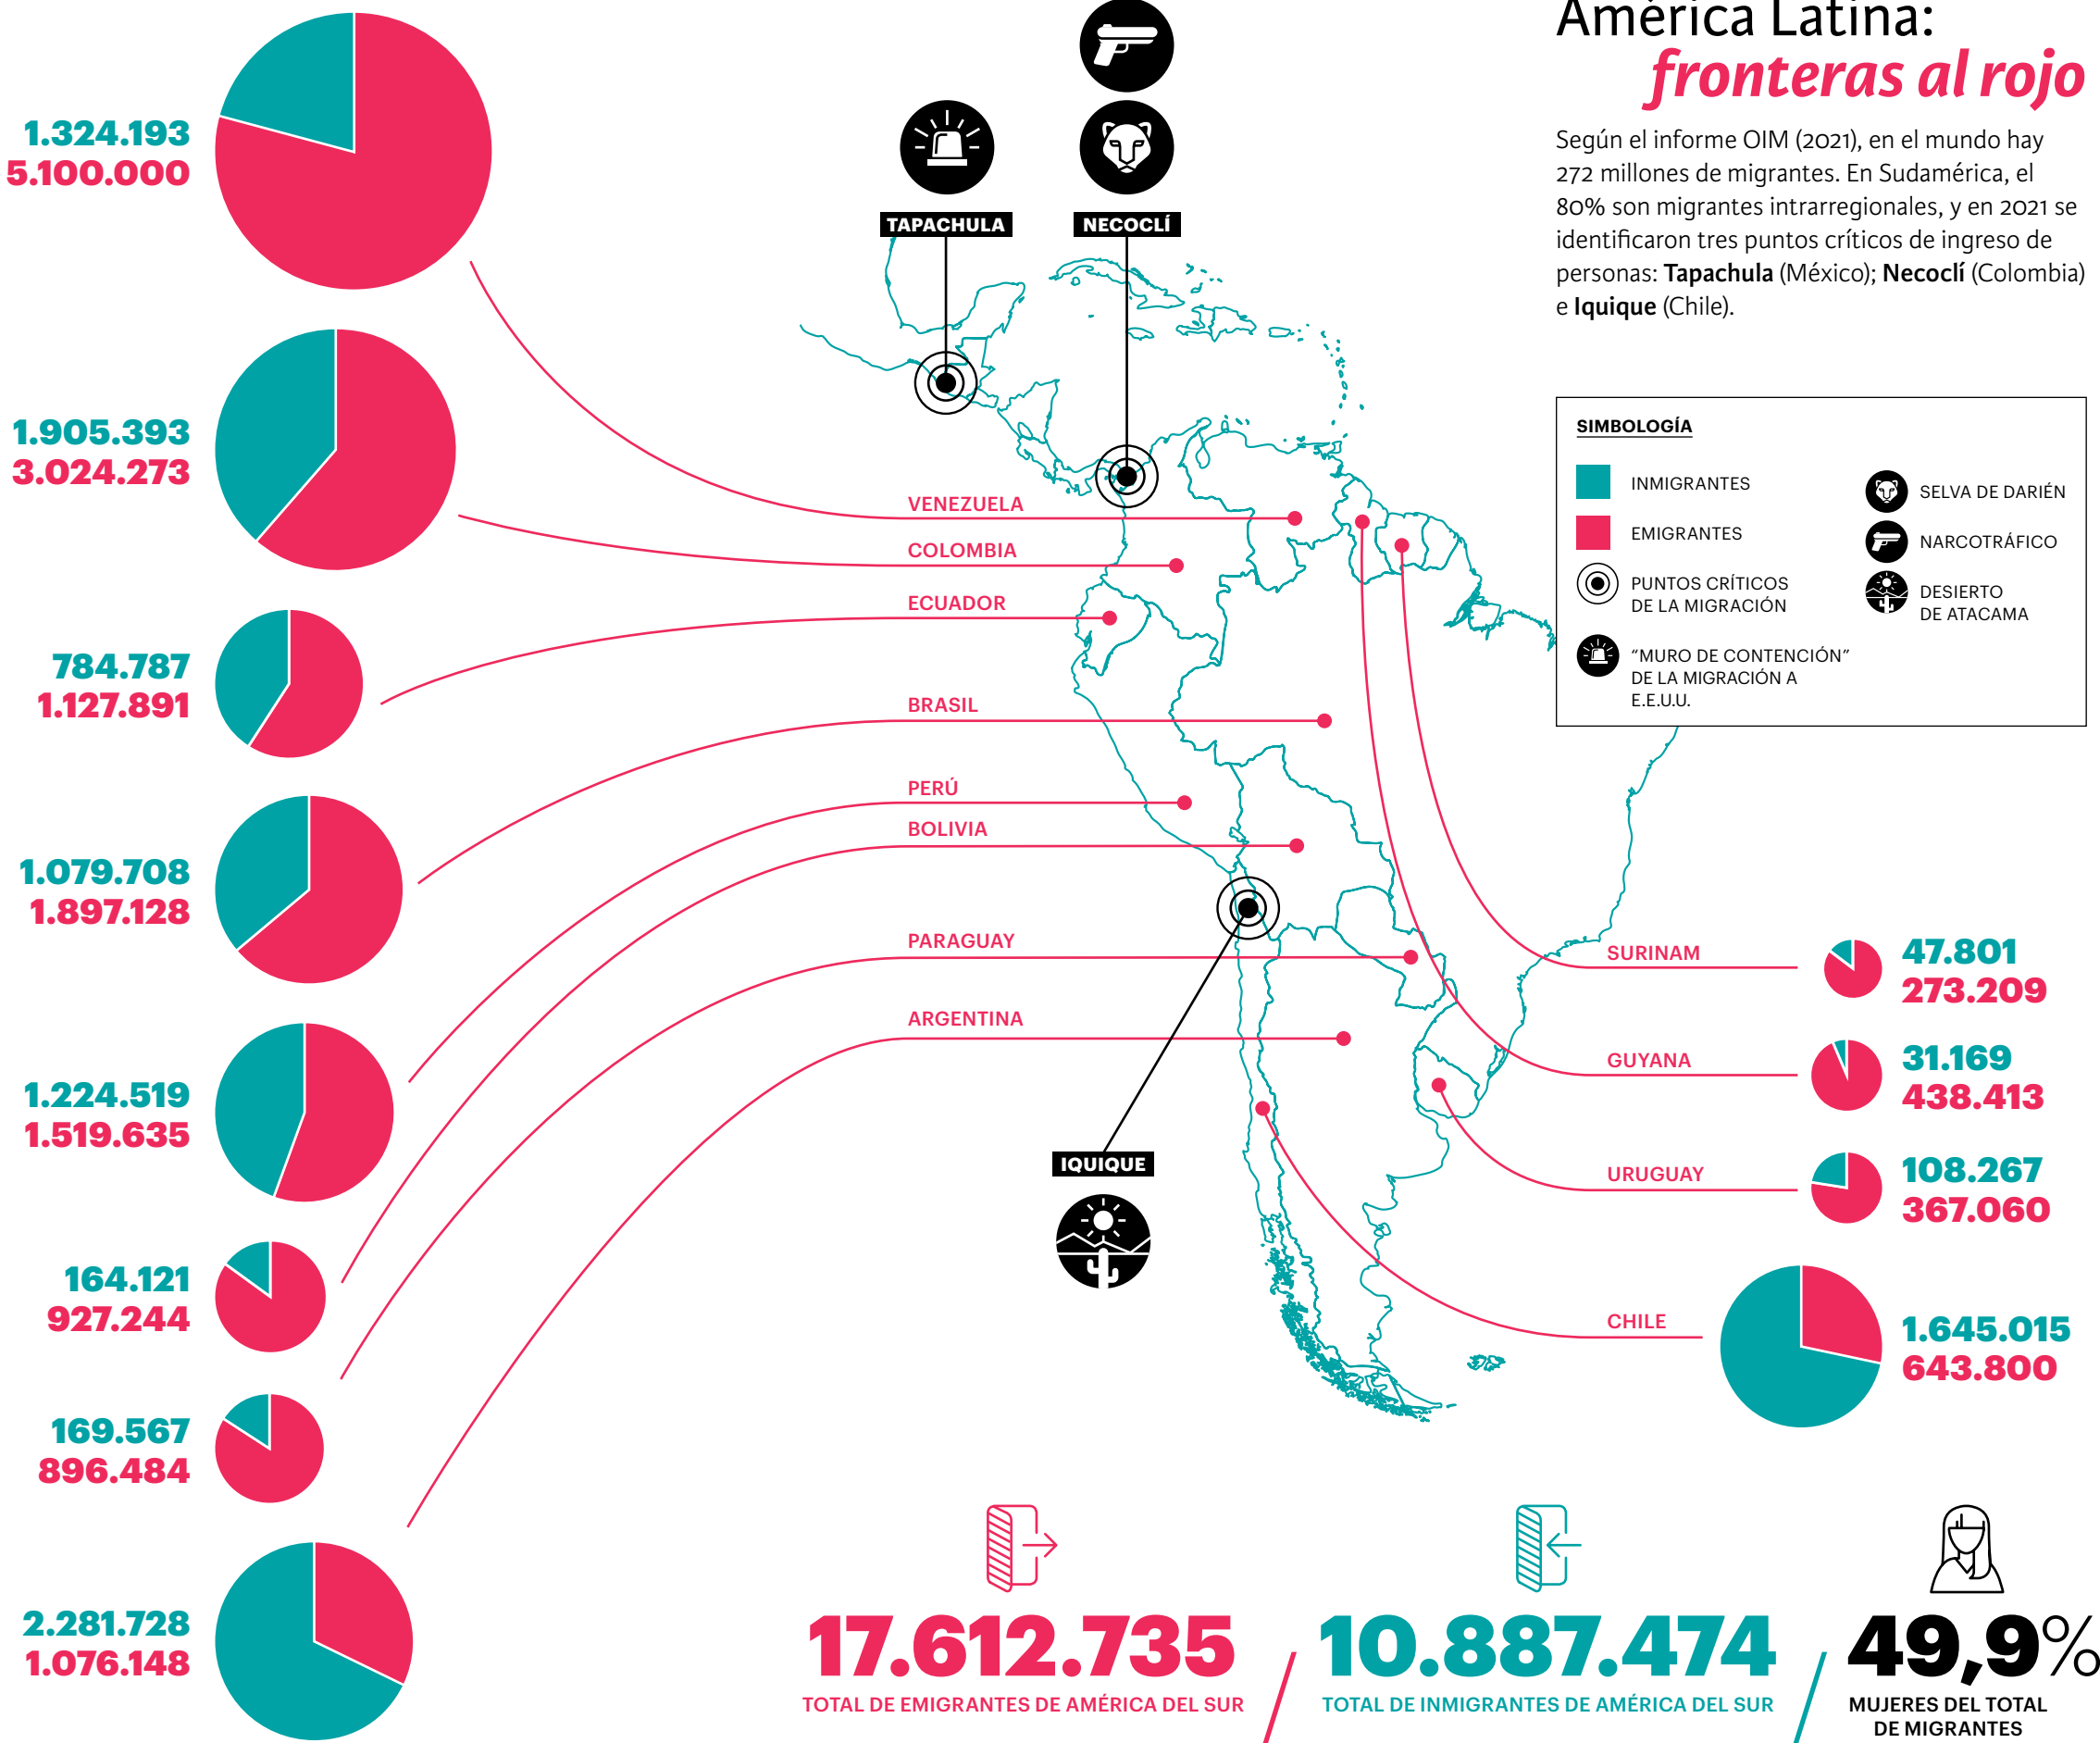 América Latina:
fronteras al rojo
Según el informe OIM (2021), en el mundo hay
272 millones de migrantes. En Sudamérica, el
80% son migrantes intrarregionales, y en 2021 se
identificaron tres puntos críticos de ingreso de
personas: Tapachula (México); Necoclí (Colombia)
e Iquique (Chile).
SIMBOLOGÍA
INMIGRANTES
EMIGRANTES
PUNTOS CRÍTICOS
DE LA MIGRACIÓN
“MURO DE CONTENCIÓN”
DE LA MIGRACIÓN A
E.E.U.U.
SELVA DE DARIÉN
NARCOTRÁFICO
DESIERTO
DE ATACAMA
TAPACHULA
NECOCLÍ
1.324.193
5.100.000
VENEZUELA
1.905.393
3.024.273
COLOMBIA
784.787
1.127.891
ECUADOR
1.079.708
1.897.128
BRASIL
1.224.519
1.519.635
PERÚ
164.121
927.244
BOLIVIA
169.567
896.484
PARAGUAY
2.281.728
1.076.148
ARGENTINA
IQUIQUE
SURINAM
47.801
273.209
GUYANA
31.169
438.413
URUGUAY
108.267
367.060
CHILE
1.645.015
643.800
17.612.735
TOTAL DE EMIGRANTES DE AMÉRICA DEL SUR
10.887.474
TOTAL DE INMIGRANTES DE AMÉRICA DEL SUR
49,9%
MUJERES DEL TOTAL
DE MIGRANTES